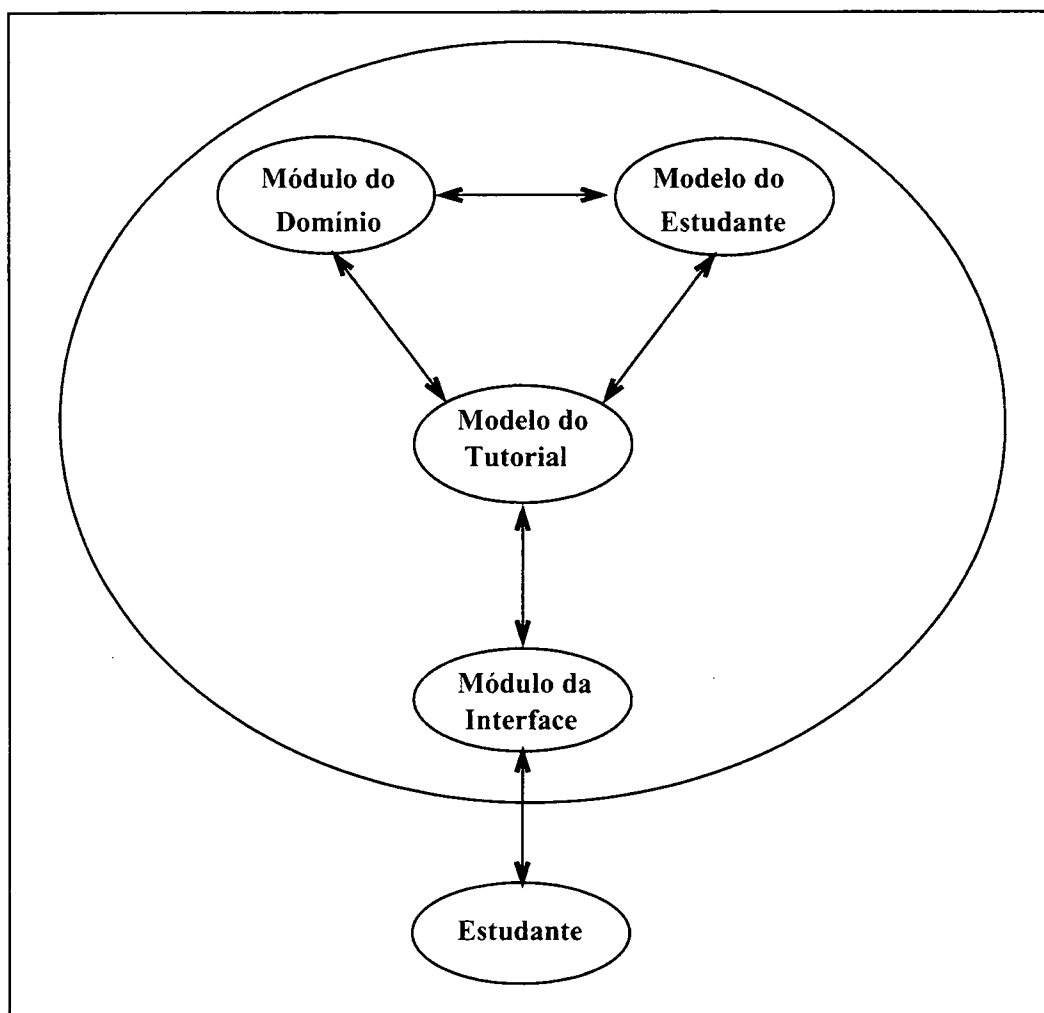 Módulo do
Domínio
Modelo do
Estudante
Modelo do
Tutorial
Módulo da
Interface
Estudante